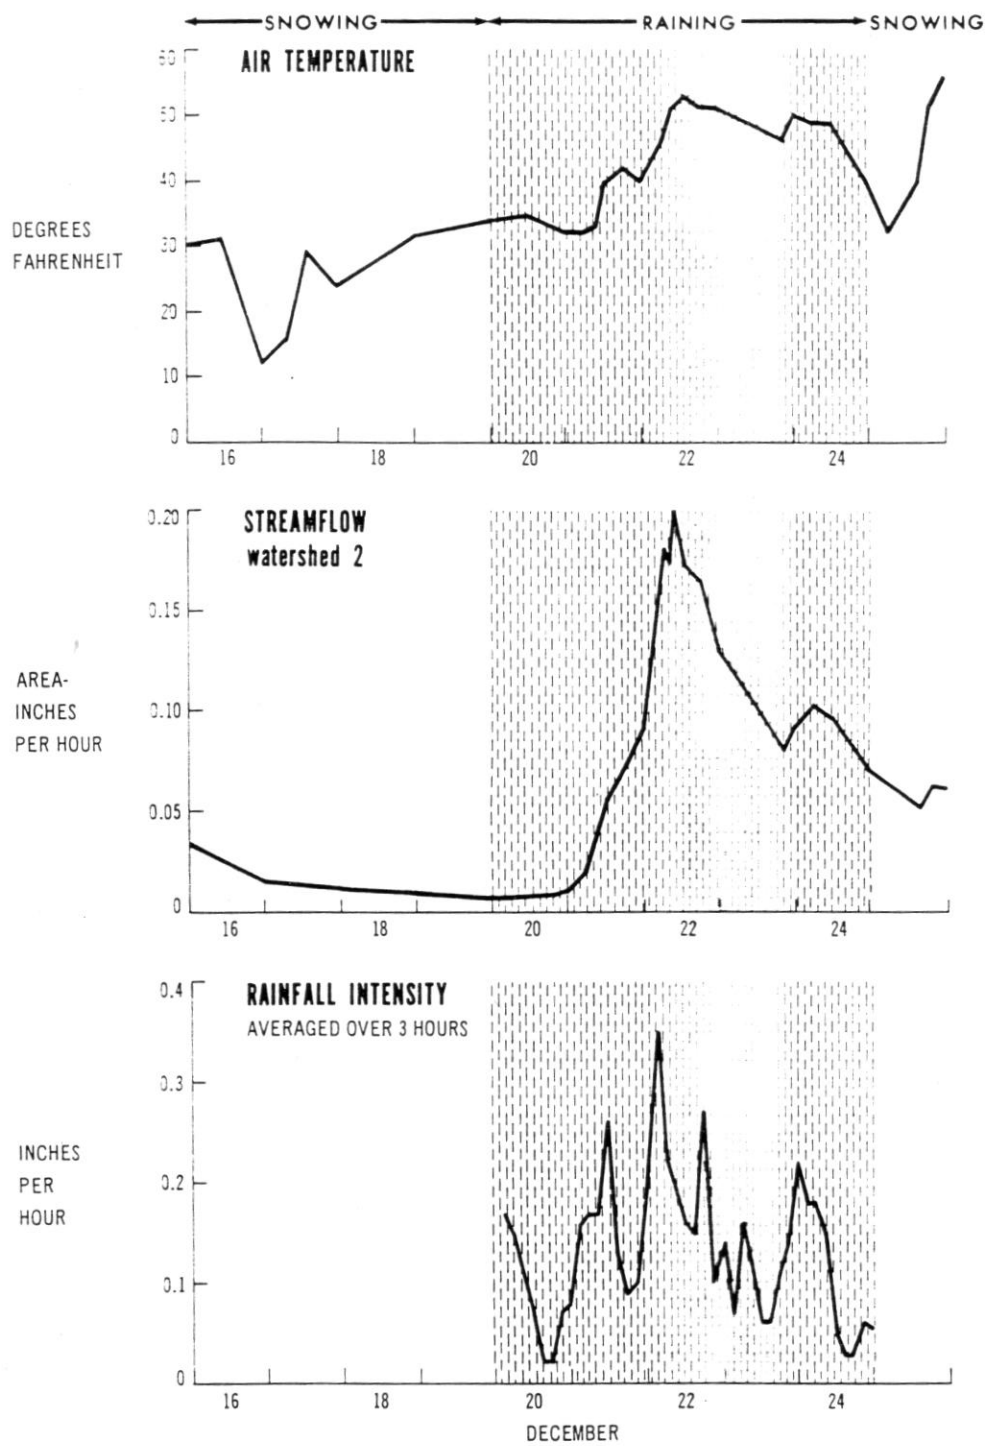 SNOWING RAINING SNOWING
AIR TEMPERATURE
60
50
40
30
20
10
0
DEGREES
FAHRENHEIT
16 18 20 22 24
STREAMFLOW
watershed 2
0.20
0.15
0.10
0.05
0
AREA-
INCHES
PER HOUR
16 18 20 22 24
RAINFALL INTENSITY
AVERAGED OVER 3 HOURS
0.4
0.3
0.2
0.1
0
INCHES
PER
HOUR
16 18 20 22 24
DECEMBER